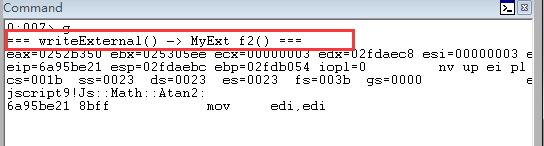 Command
0:007> g
=== writeExternal() -> MyExt f2() ===
eax=0252b350 ebx=025305ee ecx=00000003 edx=02fdaec8 esi=00000003 e
eip=6a95be21 esp=02fdaebc ebp=02fdb054 iopl=0 nv up ei pl
cs=001b ss=0023 ds=0023 es=0023 fs=003b gs=0000 e
jscript9!Js::Math::Atan2:
6a95be21 8bff mov edi,edi